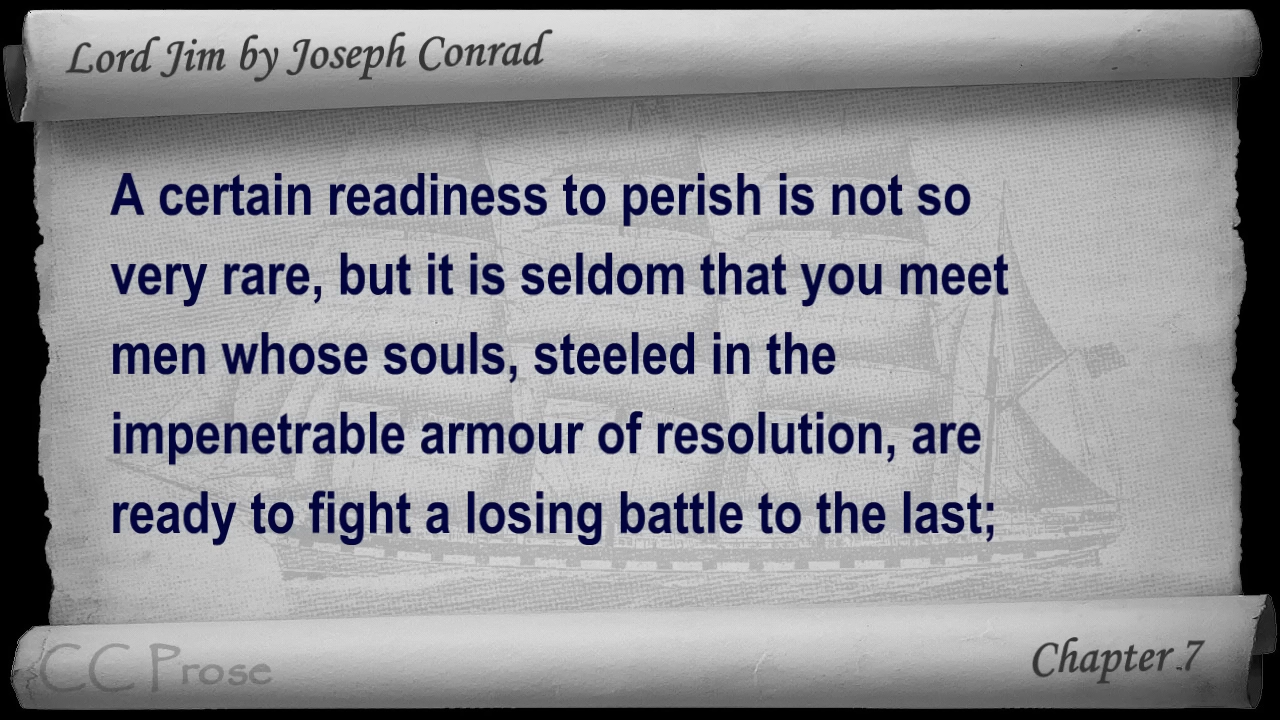 Lord Jim by Joseph Conrad
A certain readiness to perish is not so
very rare, but it is seldom that you meet
men whose souls, steeled in the
impenetrable armour of resolution, are
ready to fight a losing battle to the last;
CC Prose
Chapter 7